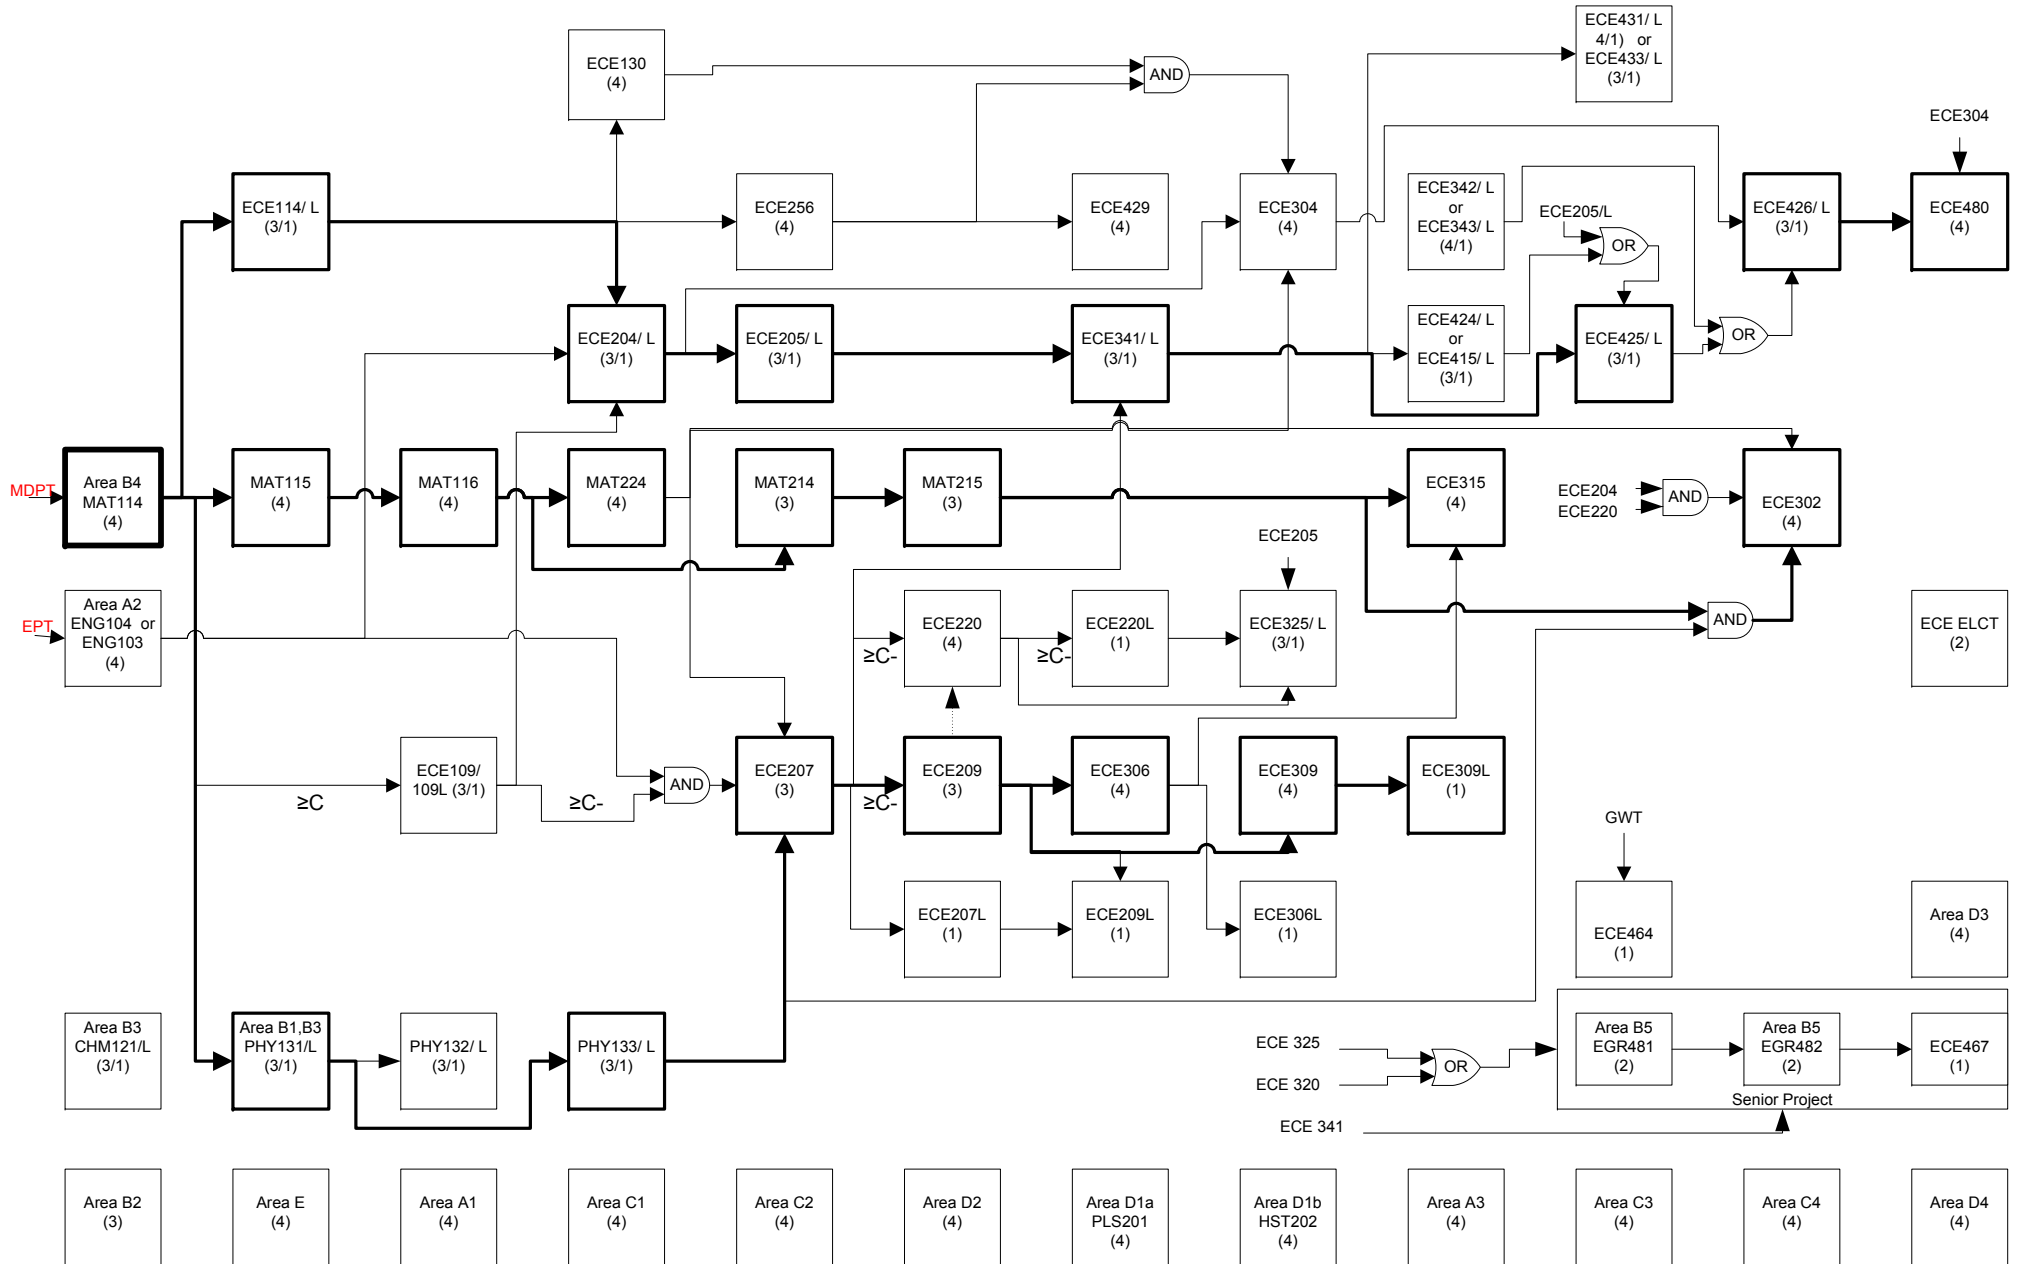 ECE431/ L
4/1) or
ECE433/ L
(3/1)
ECE130
(4)
AND
ECE304
ECE114/ L
(3/1)
ECE256
(4)
ECE429
(4)
ECE304
(4)
ECE342/ L
or
ECE343/ L
(4/1)
ECE205/L
OR
ECE426/ L
(3/1)
ECE480
(4)
ECE204/ L
(3/1)
ECE205/ L
(3/1)
ECE341/ L
(3/1)
ECE424/ L
or
ECE415/ L
(3/1)
ECE425/ L
(3/1)
OR
MDPT
Area B4
MAT114
(4)
MAT115
(4)
MAT116
(4)
MAT224
(4)
MAT214
(3)
MAT215
(3)
ECE315
(4)
ECE204
ECE220
AND
ECE302
(4)
ECE205
EPT
Area A2
ENG104 or
ENG103
(4)
≥C-
ECE220
(4)
≥C-
ECE220L
(1)
ECE325/ L
(3/1)
AND
ECE ELCT
(2)
≥C
ECE109/
109L (3/1)
≥C-
AND
ECE207
(3)
≥C-
ECE209
(3)
ECE306
(4)
ECE309
(4)
ECE309L
(1)
GWT
ECE207L
(1)
ECE209L
(1)
ECE306L
(1)
ECE464
(1)
Area D3
(4)
Area B3
CHM121/L
(3/1)
Area B1,B3
PHY131/L
(3/1)
PHY132/ L
(3/1)
PHY133/ L
(3/1)
ECE 325
ECE 320
OR
Area B5
EGR481
(2)
Area B5
EGR482
(2)
ECE467
(1)
Senior Project
ECE 341
Area B2
(3)
Area E
(4)
Area A1
(4)
Area C1
(4)
Area C2
(4)
Area D2
(4)
Area D1a
PLS201
(4)
Area D1b
HST202
(4)
Area A3
(4)
Area C3
(4)
Area C4
(4)
Area D4
(4)